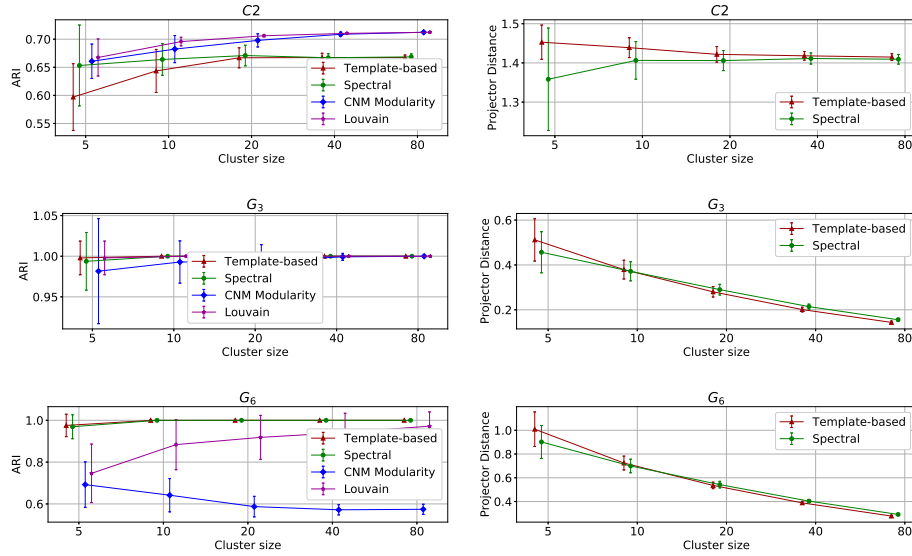 C2
0.70
0.65
0.60
0.55
ARI
5
10
20
40
80
Cluster size
Template-based
Spectral
CNM Modularity
Louvain
C2
1.5
1.4
1.3
Projector Distance
5
10
20
40
80
Cluster size
Template-based
Spectral
G3
1.05
1.00
0.95
ARI
5
10
20
40
80
Cluster size
Template-based
Spectral
CNM Modularity
Louvain
G3
0.6
0.4
0.2
Projector Distance
5
10
20
40
80
Cluster size
Template-based
Spectral
G6
1.0
0.8
0.6
ARI
5
10
20
40
80
Cluster size
Template-based
Spectral
CNM Modularity
Louvain
G6
1.0
0.8
0.6
0.4
Projector Distance
5
10
20
40
80
Cluster size
Template-based
Spectral